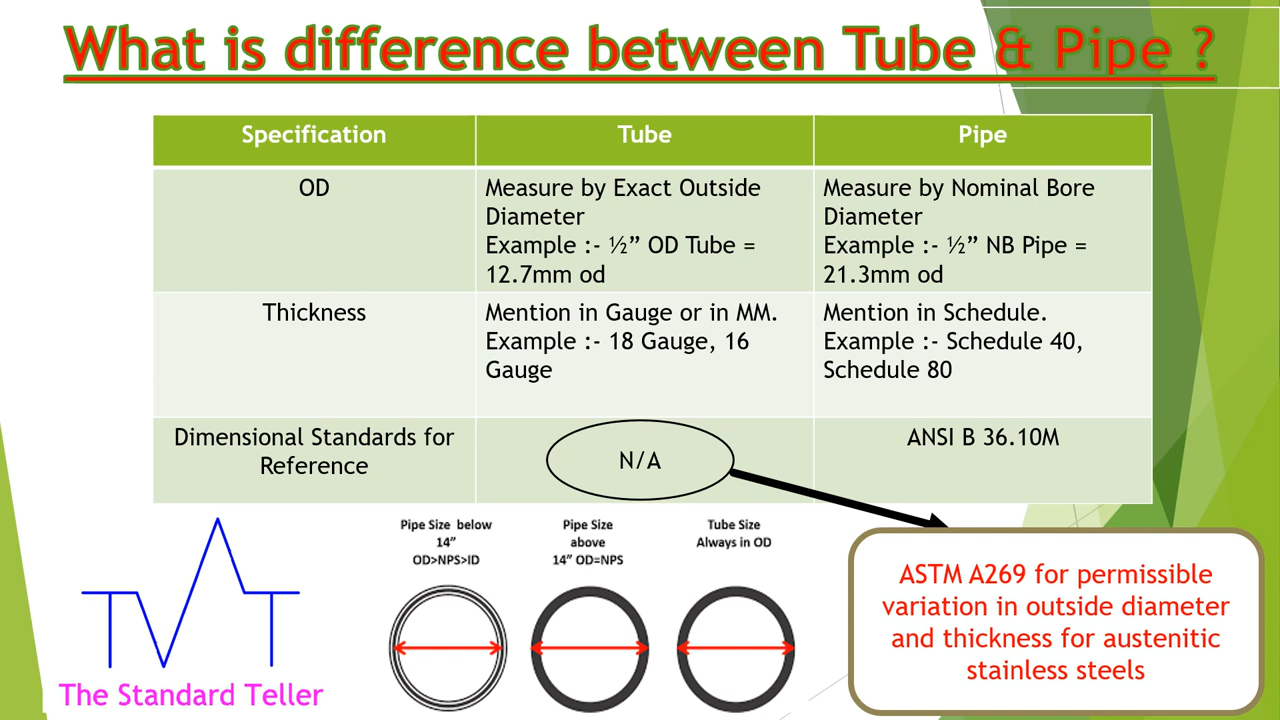 What is difference between Tube & Pipe ?
Specification
Tube
Pipe
OD
Measure by Exact Outside
Diameter
Example :- ½” OD Tube =
12.7mm od
Measure by Nominal Bore
Diameter
Example :- ½” NB Pipe =
21.3mm od
Thickness
Mention in Gauge or in MM.
Example :- 18 Gauge, 16
Gauge
Mention in Schedule.
Example :- Schedule 40,
Schedule 80
Dimensional Standards for
Reference
N/A
ANSI B 36.10M
Pipe Size below
14”
OD>NPS>ID
Pipe Size
above
14” OD=NPS
Tube Size
Always in OD
ASTM A269 for permissible
variation in outside diameter
and thickness for austenitic
stainless steels
The Standard Teller